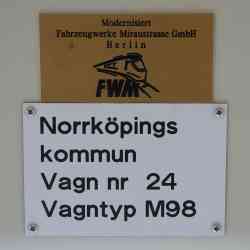 Modernisiert
Fahrzeugwerke Miraustrasse GmbH
Berlin
FWM
Norrköpings
kommun
Vagn nr 24
Vagntyp M98